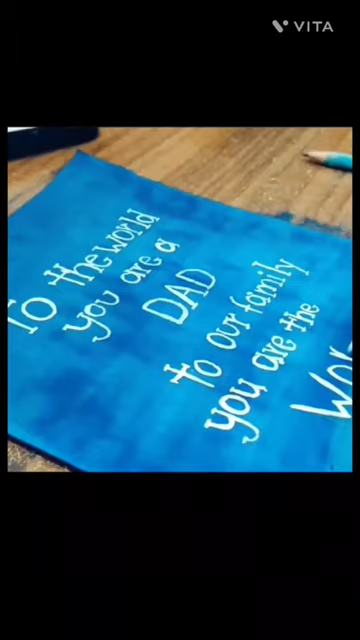 VITA
To the world
you are a
DAD
to our family
you are the